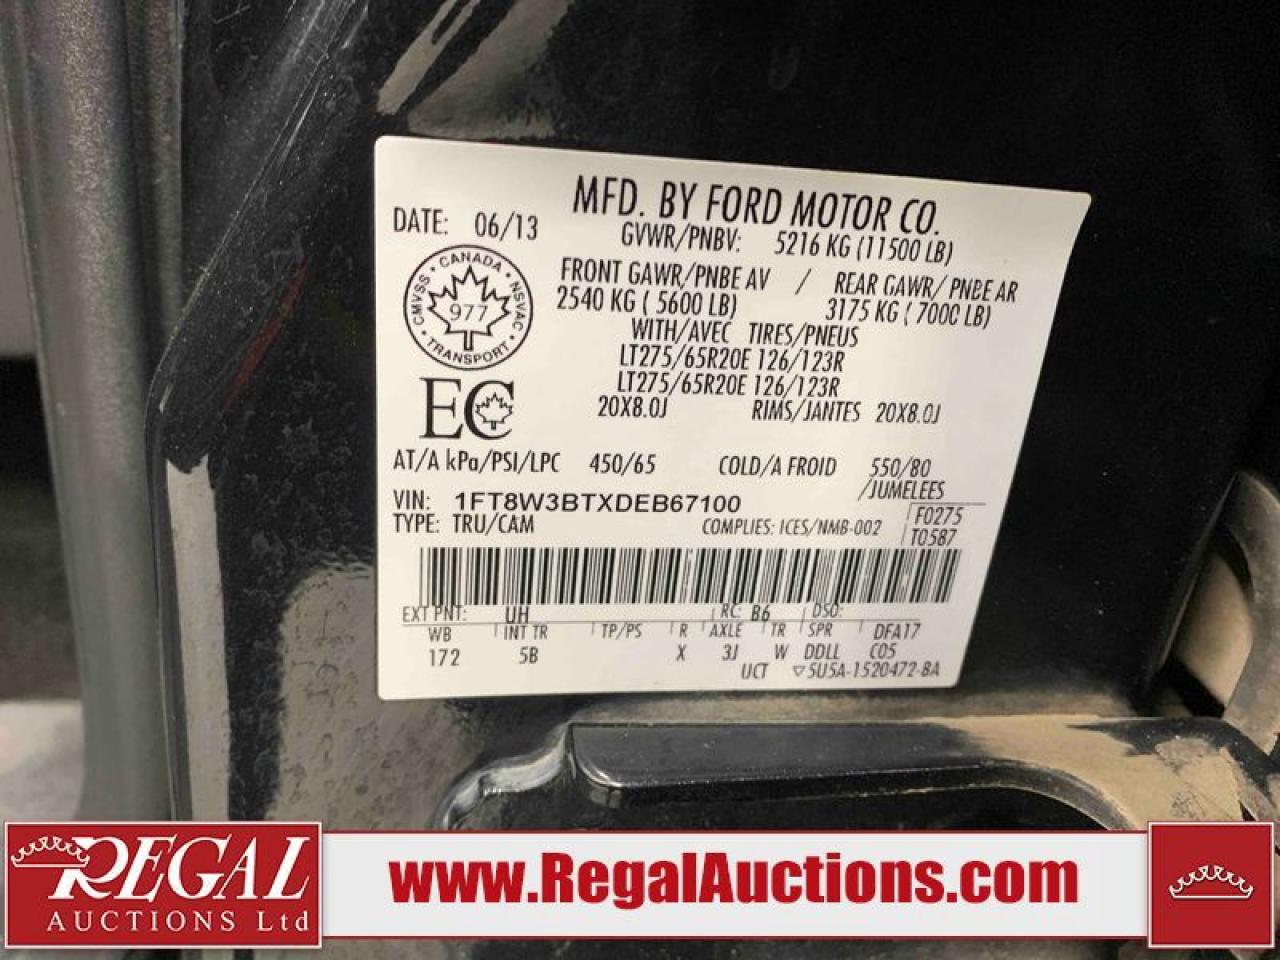 MFD. BY FORD MOTOR CO.
DATE: 06/13
GVWR/PNBV: 5216 KG (11500 LB)
FRONT GAWR/PNBE AV / REAR GAWR/PNBE AR
2540 KG (5600 LB) 3175 KG (7000 LB)
WITH/AVEC TIRES/PNEUS
LT275/65R20E 126/123R
LT275/65R20E 126/123R
20X8.0J RIMS/JANTES 20X8.0J
CANADA
CMVSS NSVAC
977
TRANSPORT
EC
AT/A kPa/PSI/LPC 450/65 COLD/A FROID 550/80
/JUMELEES
VIN: 1FT8W3BTXDEB67100
F0275
TYPE: TRU/CAM COMPLIES: ICES/NMB-002
T0587
EXT PNT: UH RC: B6 DSO:
WB INT TR TP/PS R AXLE TR SPR DFA17
172 5B X 3J W DDLL C05
UCT ▽5U5A-1520472-BA
REGAL
AUCTIONS Ltd
www.RegalAuctions.com